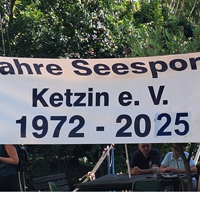 ahre Seespor
Ketzin e. V.
1972 - 2025